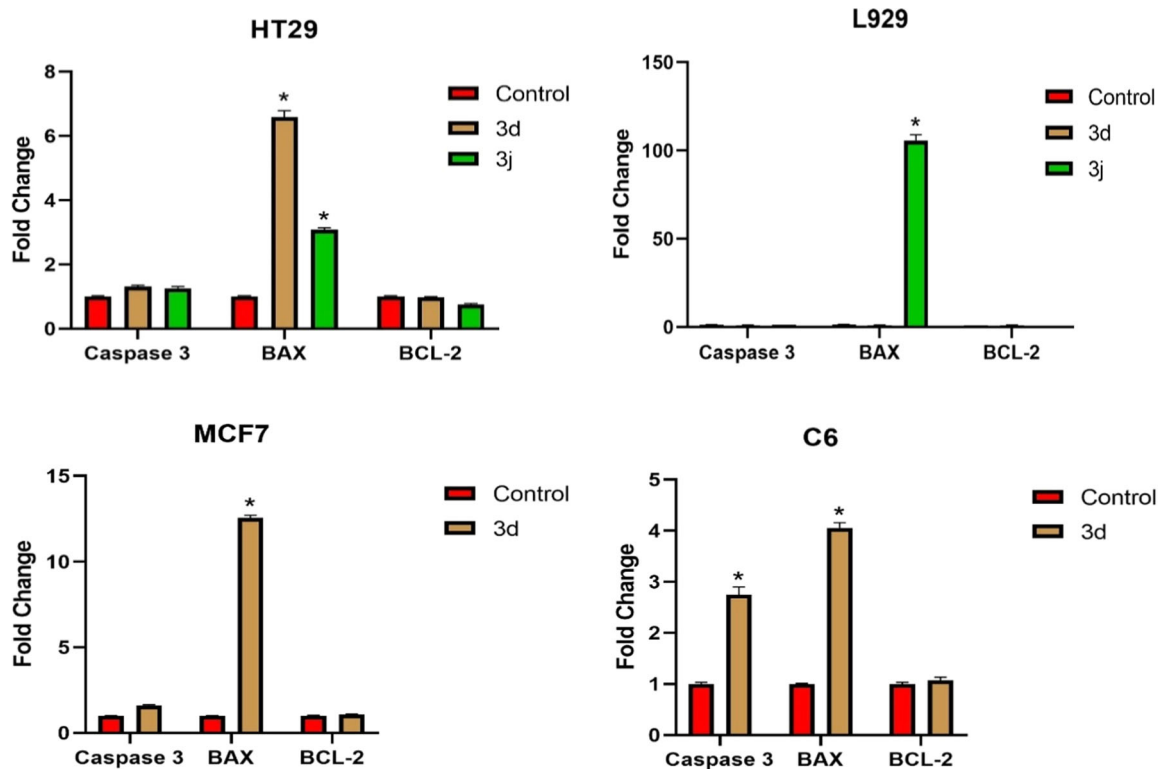 HT29
Fold Change
8
6
4
2
0
*
*
Caspase 3 BAX BCL-2
Control
3d
3j
L929
Fold Change
150
100
50
0
*
Caspase 3 BAX BCL-2
Control
3d
3j
MCF7
Fold Change
15
10
5
0
*
Caspase 3 BAX BCL-2
Control
3d
C6
Fold Change
5
4
3
2
1
0
*
*
Caspase 3 BAX BCL-2
Control
3d